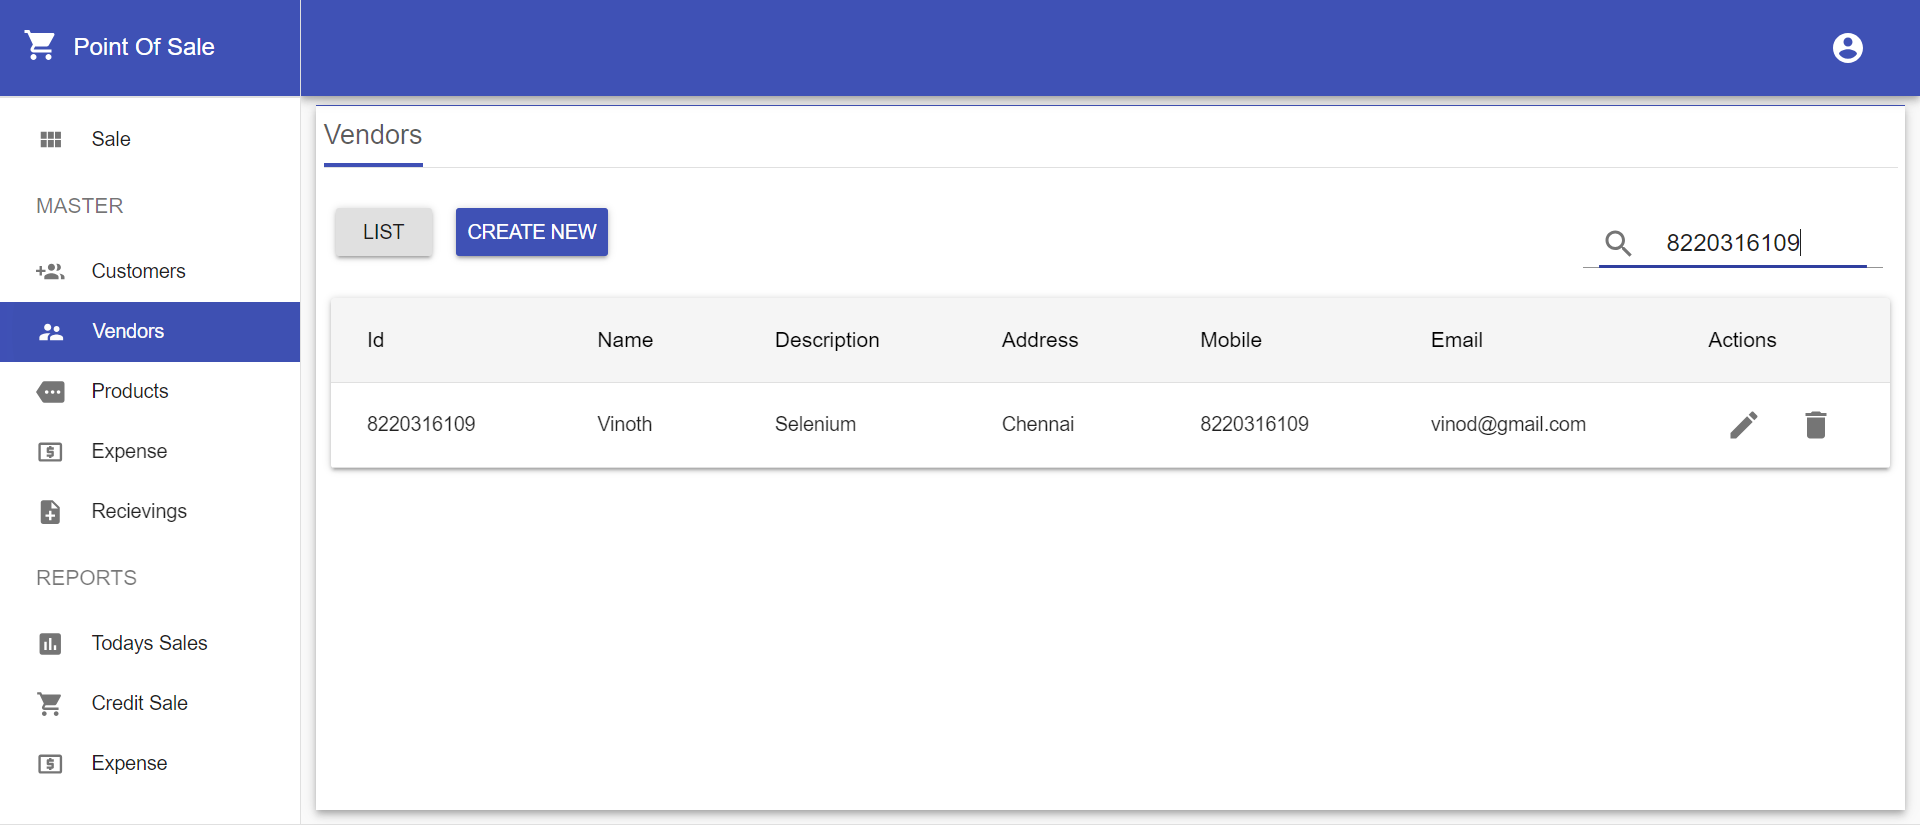 Point Of Sale
Sale
MASTER
Customers
Vendors
Products
Expense
Recievings
REPORTS
Todays Sales
Credit Sale
Expense
Vendors
LIST CREATE NEW
8220316109
Id Name Description Address Mobile Email Actions
8220316109 Vinoth Selenium Chennai 8220316109 vinod@gmail.com